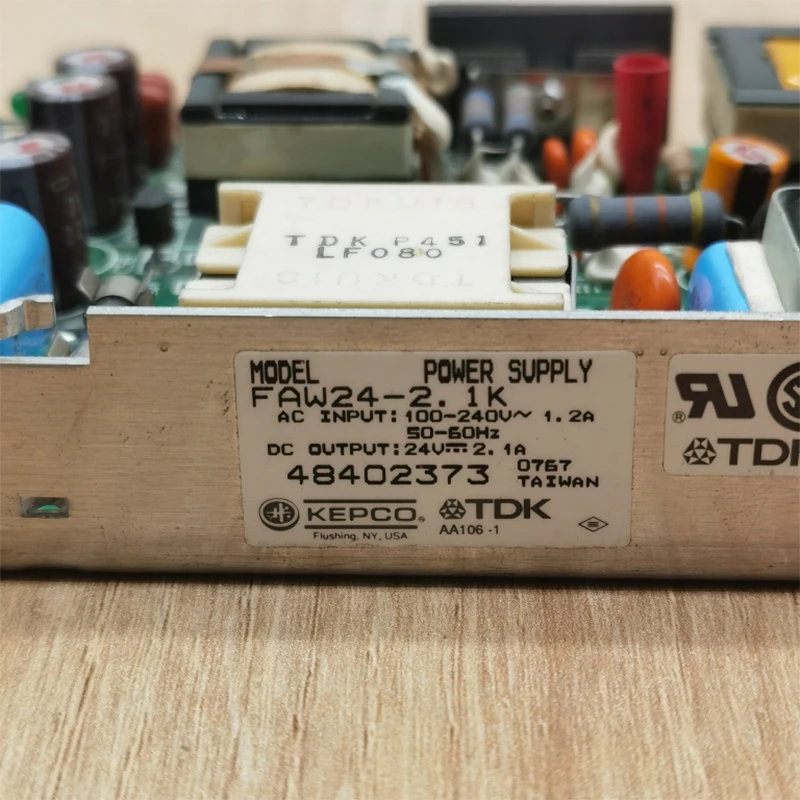 TDK P451
LF080
MODEL POWER SUPPLY
FAW24-2.1K
AC INPUT: 100-240V～ 1.2A
50-60Hz
DC OUTPUT: 24V⎓ 2.1A
48402373 0767
TAIWAN
KEPCO® TDK
Flushing, NY, USA AA106-1
®
TDK